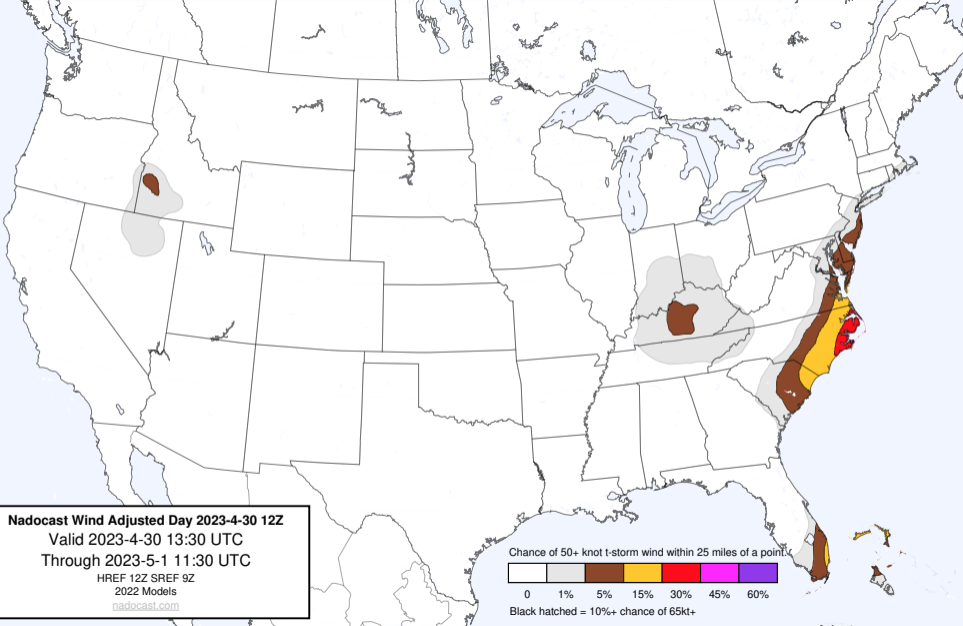 Nadocast Wind Adjusted Day 2023-4-30 12Z
Valid 2023-4-30 13:30 UTC
Through 2023-5-1 11:30 UTC
HREF 12Z SREF 9Z
2022 Models
nadocast.com
Chance of 50+ knot t-storm wind within 25 miles of a point.
0 1% 5% 15% 30% 45% 60%
Black hatched = 10%+ chance of 65kt+